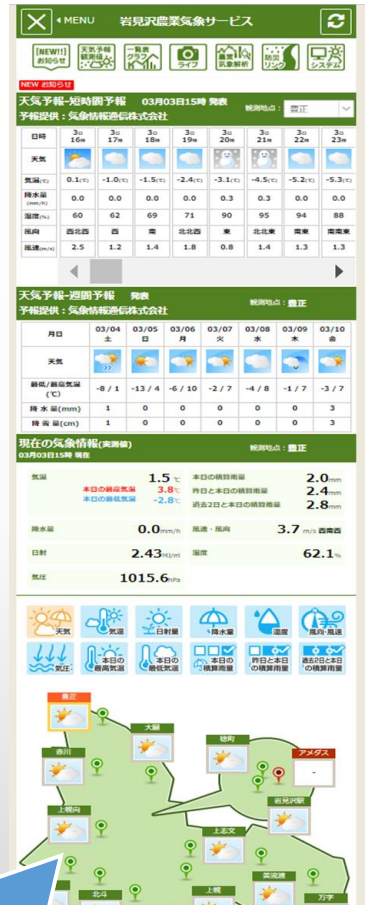 ◀MENU 岩見沢農業気象サービス
[NEW!!] お知らせ
天気予報 観測値
一覧表 グラフ
ライブ
農営 気象解析
防災 リンク
システム
NEW お知らせ
天気予報-短時間予報 03月03日15時 発表
予報提供：気象情報通信株式会社 観測地点： 豊正
日時 3日16時 3日17時 3日18時 3日19時 3日20時 3日21時 3日22時 3日23時
天気
気温(℃) 0.1(℃) -1.0(℃) -1.5(℃) -2.4(℃) -3.1(℃) -4.5(℃) -5.2(℃) -5.3(℃)
降水量(mm/h) 0.0 0.0 0.0 0.0 0.3 0.3 0.0 0.0
湿度(%) 60 62 69 71 90 95 94 88
風向 西北西 西 南 北北西 東 北北東 南東 南南東
風速(m/s) 2.5 1.2 1.4 1.8 0.8 1.4 1.3 1.3
天気予報-週間予報 発表
予報提供：気象情報通信株式会社 観測地点：豊正
月日 03/04 土 03/05 日 03/06 月 03/07 火 03/08 水 03/09 木 03/10 金
天気
最低/最高気温(℃) -8 / 1 -13 / 4 -6 / 10 -2 / 7 -4 / 8 -1 / 7 -3 / 7
降 水 量(mm) 1 0 0 0 0 0 3
降 雪 量(cm) 1 0 0 0 0 0 3
現在の気象情報(実測値)
03月03日15時 現在 観測地点：豊正
気温 1.5℃ 本日の積算雨量 2.0mm
本日の最高気温 3.8℃ 昨日と本日の積算雨量 2.4mm
本日の最低気温 -2.8℃ 過去2日と本日の積算雨量 2.8mm
降水量 0.0mm/h 風速・風向 3.7 m/s 西南西
日射 2.43MJ/㎡ 湿度 62.1%
気圧 1015.6hPa
天気 気温 日射量 降水量 湿度 風向・風速
気圧 本日の最高気温 本日の最低気温 本日の積算雨量 昨日と本日の積算雨量 過去2日と本日の積算雨量
豊正
大願
赤川
聴町
アメダス
-
岩見沢駅
上幌向
上志文
北斗
上幌
美流渡
万字